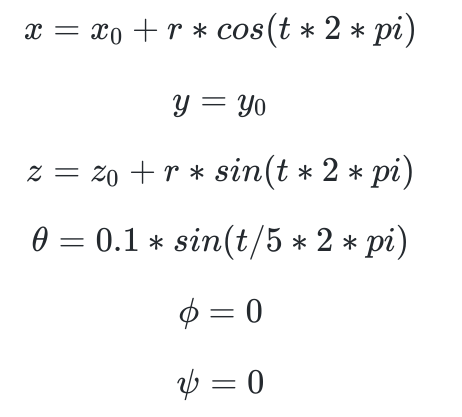 x = x₀ + r * cos(t * 2 * pi)
y = y₀
z = z₀ + r * sin(t * 2 * pi)
θ = 0.1 * sin(t/5 * 2 * pi)
ϕ = 0
ψ = 0